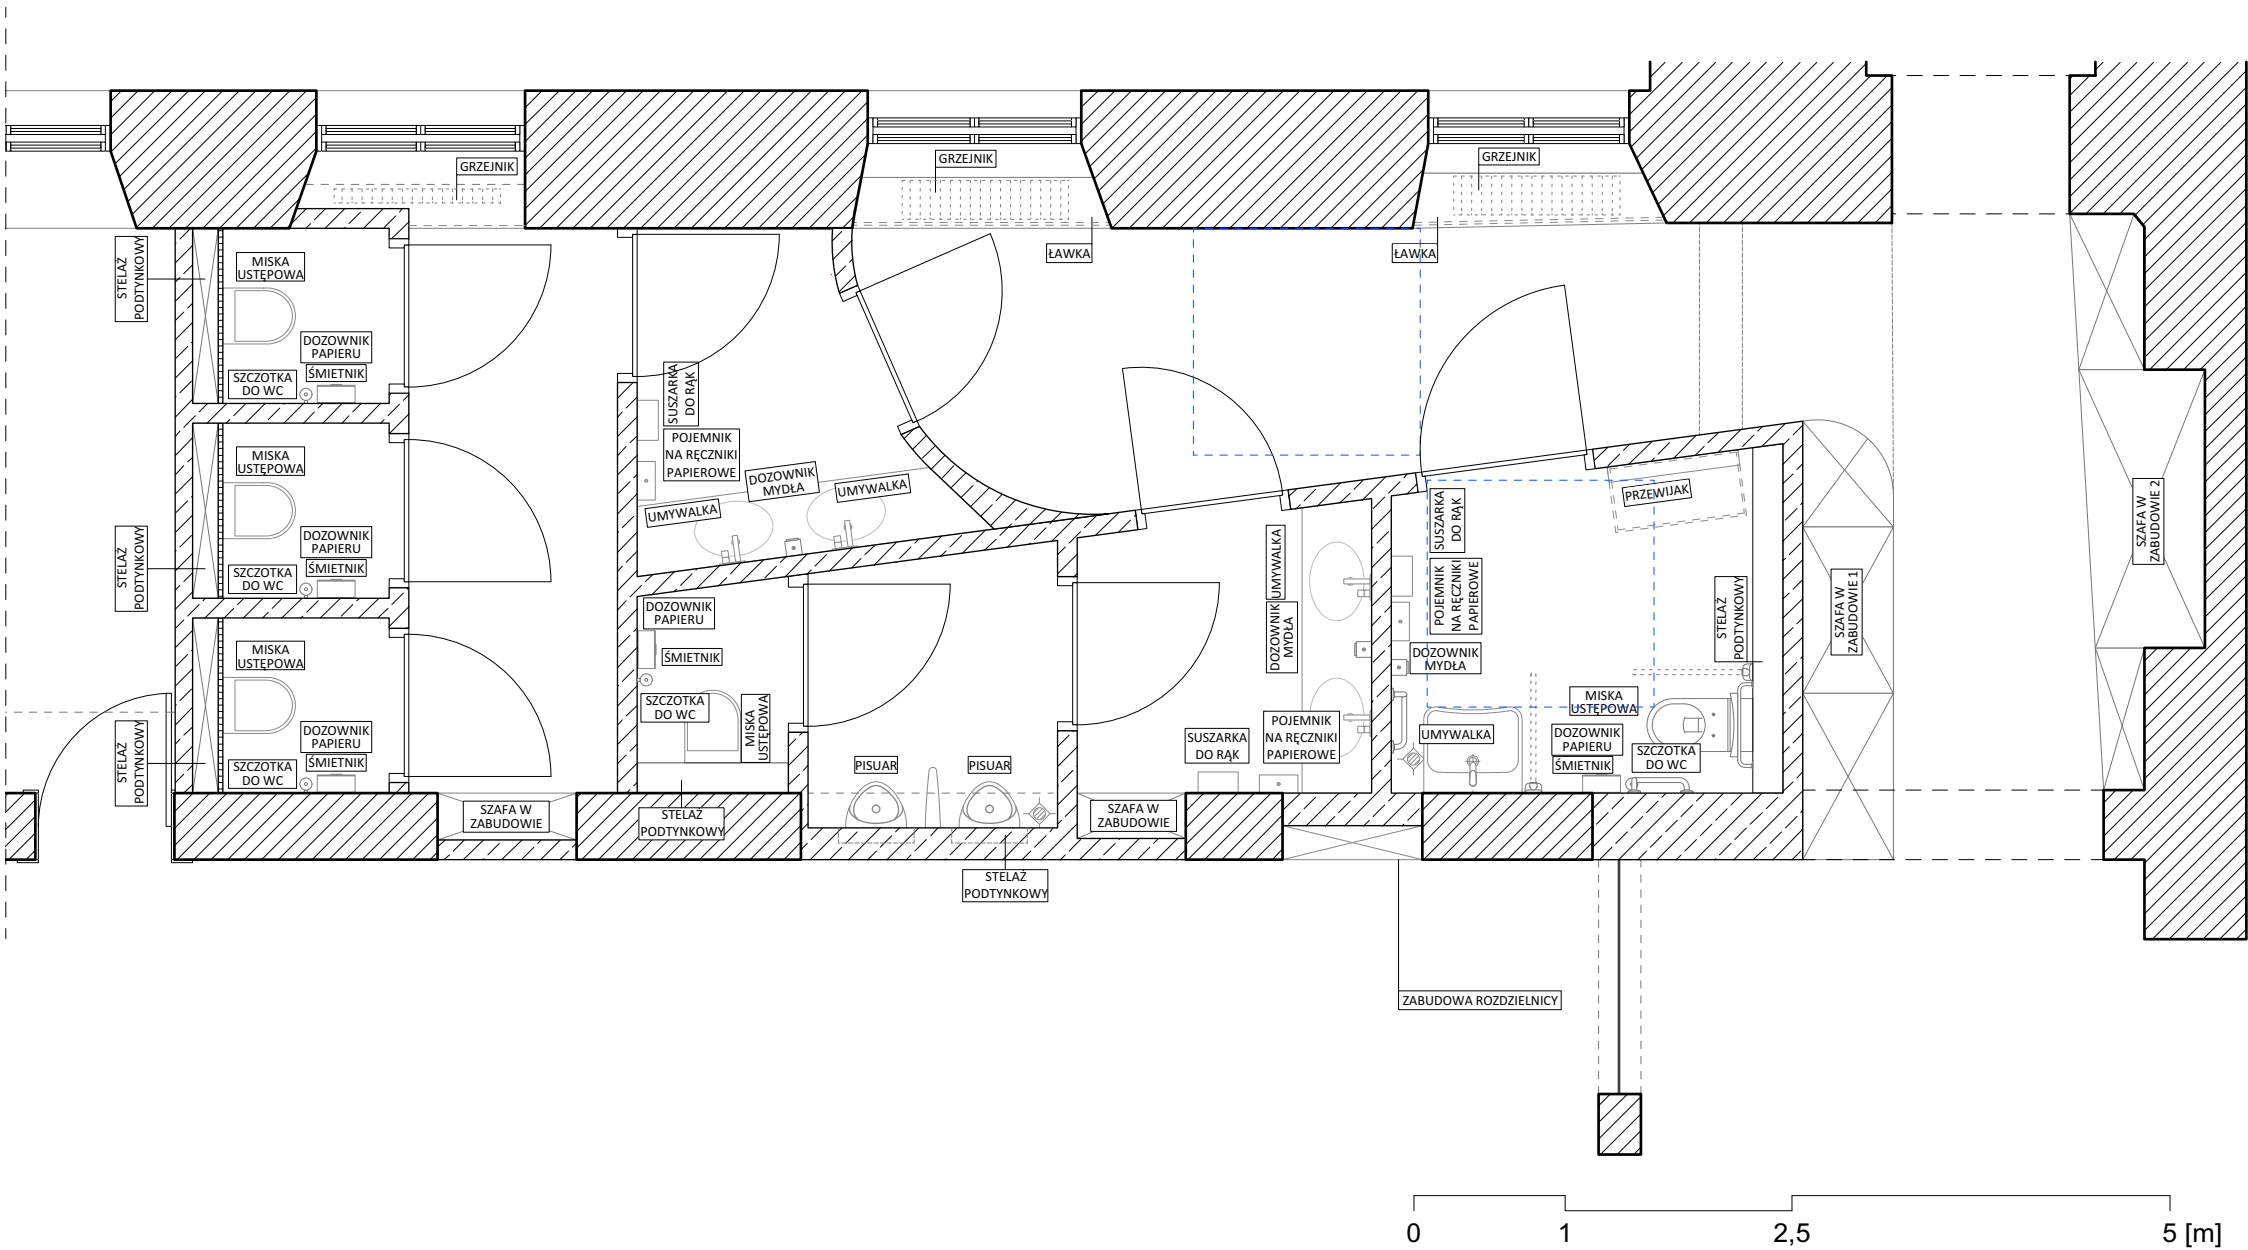 GRZEJNIK
GRZEJNIK
GRZEJNIK
ŁAWKA
ŁAWKA
STELAŻ
PODTYNKOWY
MISKA
USTĘPOWA
DOZOWNIK
PAPIERU
ŚMIETNIK
SZCZOTKA
DO WC
SUSZARKA
DO RĄK
POJEMNIK
NA RĘCZNIKI
PAPIEROWE
DOZOWNIK
MYDŁA
UMYWALKA
UMYWALKA
STELAŻ
PODTYNKOWY
MISKA
USTĘPOWA
DOZOWNIK
PAPIERU
ŚMIETNIK
SZCZOTKA
DO WC
STELAŻ
PODTYNKOWY
MISKA
USTĘPOWA
DOZOWNIK
PAPIERU
ŚMIETNIK
SZCZOTKA
DO WC
DOZOWNIK
PAPIERU
ŚMIETNIK
SZCZOTKA
DO WC
MISKA
USTĘPOWA
STELAŻ
PODTYNKOWY
SZAFA W
ZABUDOWIE
PISUAR
PISUAR
STELAŻ
PODTYNKOWY
SZAFA W
ZABUDOWIE
UMYWALKA
DOZOWNIK
MYDŁA
SUSZARKA
DO RĄK
POJEMNIK
NA RĘCZNIKI
PAPIEROWE
SUSZARKA
DO RĄK
POJEMNIK
NA RĘCZNIKI
PAPIEROWE
DOZOWNIK
MYDŁA
UMYWALKA
PRZEWIJAK
STELAŻ
PODTYNKOWY
MISKA
USTĘPOWA
DOZOWNIK
PAPIERU
ŚMIETNIK
SZCZOTKA
DO WC
SZAFA W
ZABUDOWIE 1
SZAFA W
ZABUDOWIE 2
ZABUDOWA ROZDZIELNICY
0 1 2,5 5 [m]